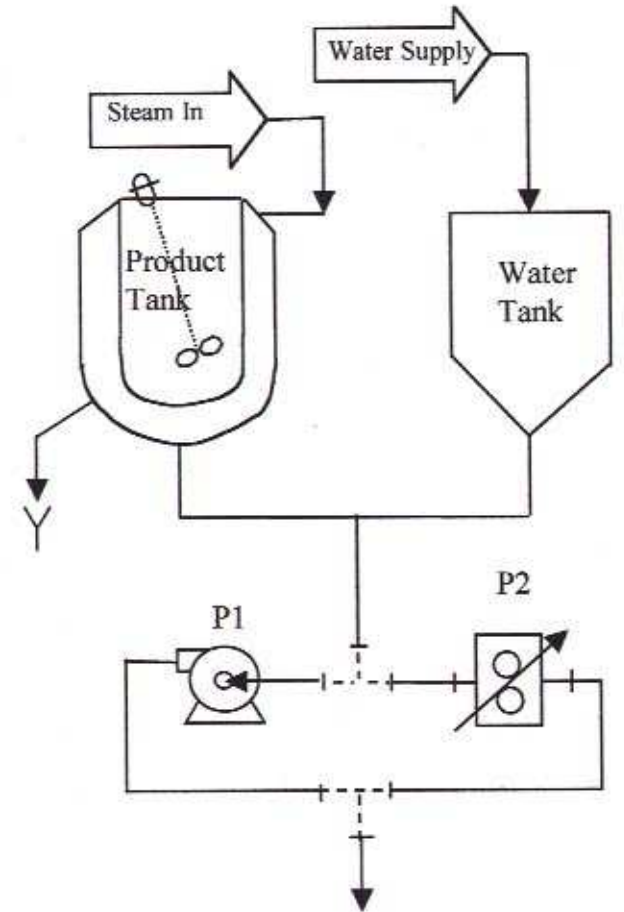 Water Supply
Steam In
Product
Tank
Water
Tank
P2
P1